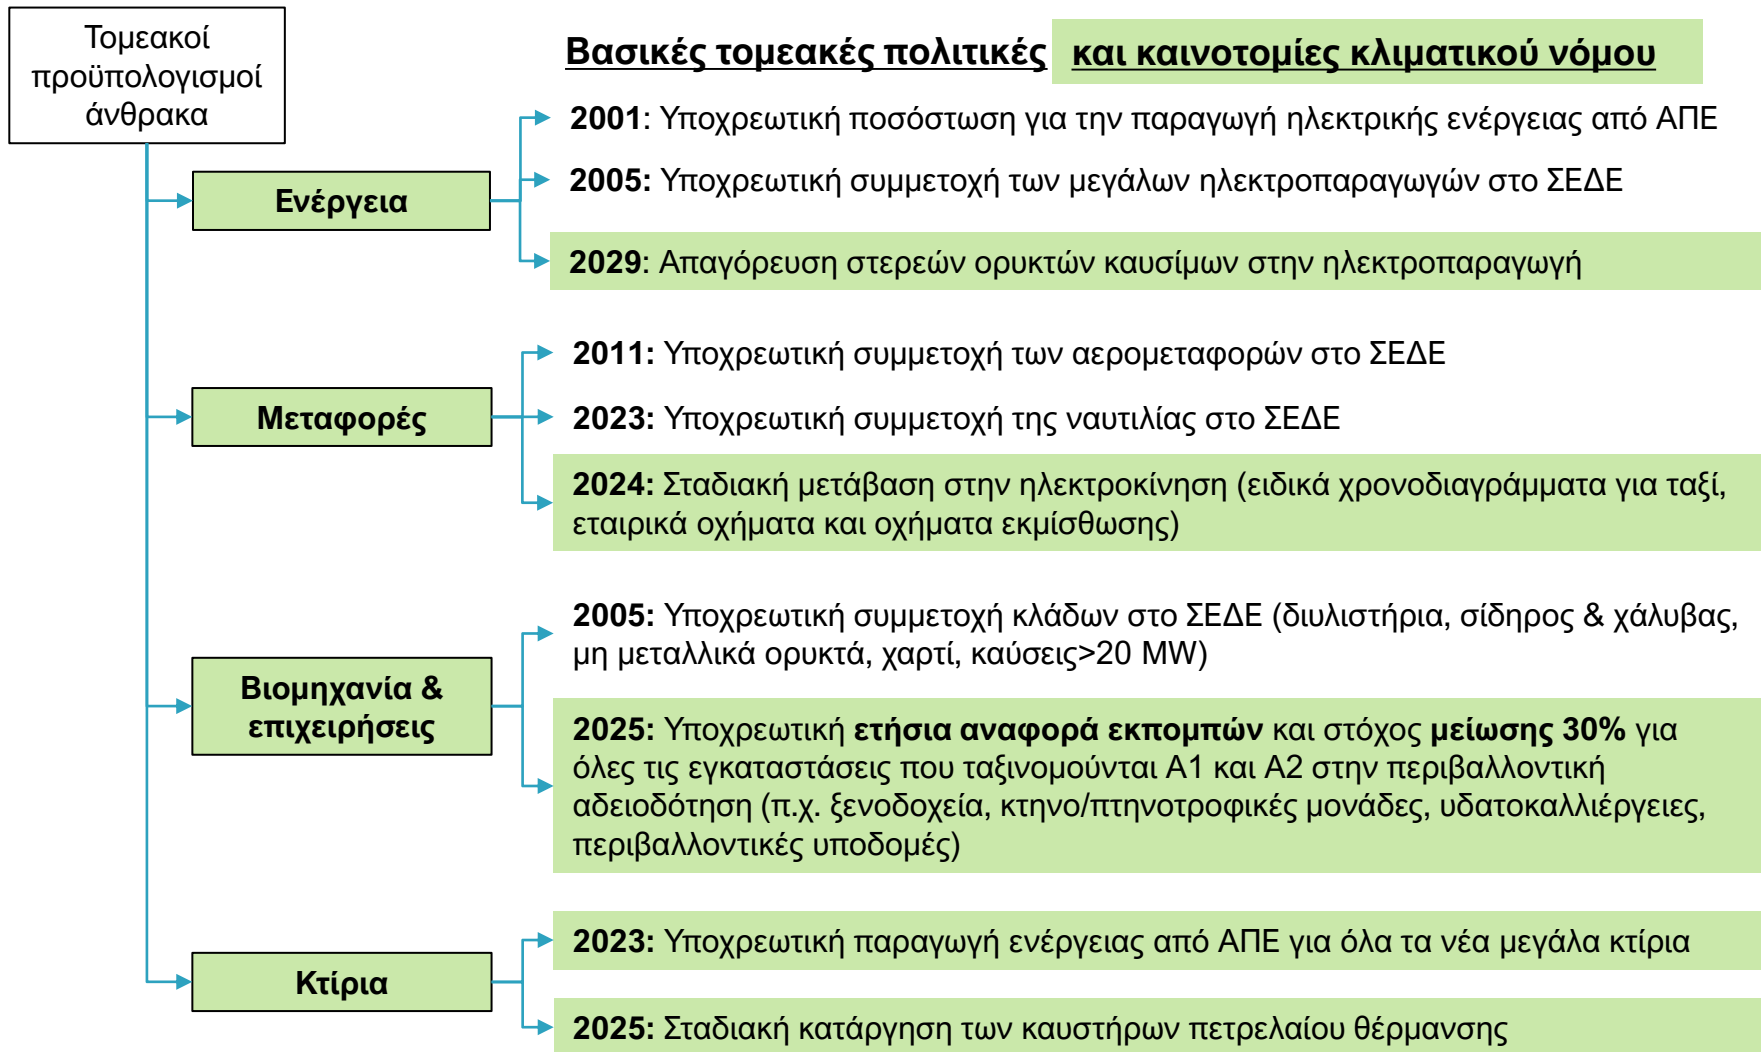 Τομεακοί
προϋπολογισμοί
άνθρακα
Βασικές τομεακές πολιτικές και καινοτομίες κλιματικού νόμου
Ενέργεια
2001: Υποχρεωτική ποσόστωση για την παραγωγή ηλεκτρικής ενέργειας από ΑΠΕ
2005: Υποχρεωτική συμμετοχή των μεγάλων ηλεκτροπαραγωγών στο ΣΕΔΕ
2029: Απαγόρευση στερεών ορυκτών καυσίμων στην ηλεκτροπαραγωγή
Μεταφορές
2011: Υποχρεωτική συμμετοχή των αερομεταφορών στο ΣΕΔΕ
2023: Υποχρεωτική συμμετοχή της ναυτιλίας στο ΣΕΔΕ
2024: Σταδιακή μετάβαση στην ηλεκτροκίνηση (ειδικά χρονοδιαγράμματα για ταξί,
εταιρικά οχήματα και οχήματα εκμίσθωσης)
Βιομηχανία &
επιχειρήσεις
2005: Υποχρεωτική συμμετοχή κλάδων στο ΣΕΔΕ (διυλιστήρια, σίδηρος & χάλυβας,
μη μεταλλικά ορυκτά, χαρτί, καύσεις>20 MW)
2025: Υποχρεωτική ετήσια αναφορά εκπομπών και στόχος μείωσης 30% για
όλες τις εγκαταστάσεις που ταξινομούνται Α1 και Α2 στην περιβαλλοντική
αδειοδότηση (π.χ. ξενοδοχεία, κτηνο/πτηνοτροφικές μονάδες, υδατοκαλλιέργειες,
περιβαλλοντικές υποδομές)
Κτίρια
2023: Υποχρεωτική παραγωγή ενέργειας από ΑΠΕ για όλα τα νέα μεγάλα κτίρια
2025: Σταδιακή κατάργηση των καυστήρων πετρελαίου θέρμανσης